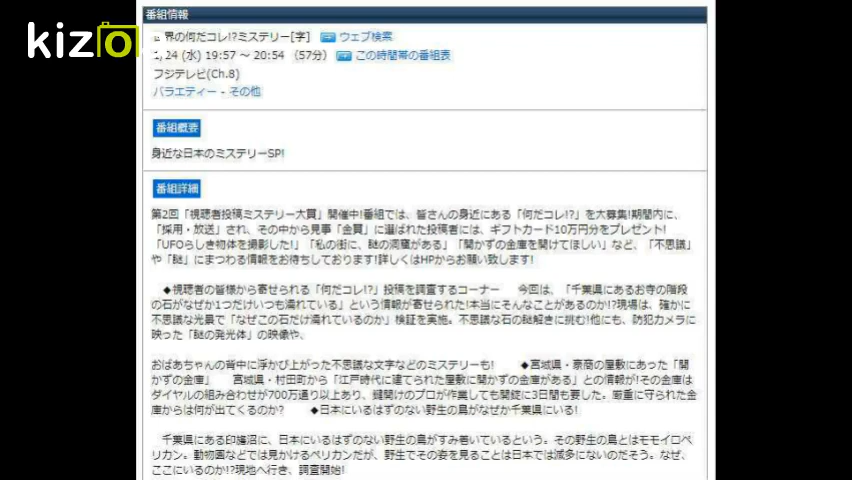 番組情報
kizo
界の何だコレ!?ミステリー[字] ウェブ検索
24 (水) 19:57 ～ 20:54 (57分) この時間帯の番組表
フジテレビ(Ch.8)
バラエティー - その他
番組概要
身近な日本のミステリーSP!
番組詳細
第2回「視聴者投稿ミステリー大賞」開催中!番組では、皆さんの身近にある「何だコレ!?」を大募集!期間内に、
「採用・放送」され、その中から見事「金賞」に選ばれた投稿者には、ギフトカード10万円分をプレゼント!
「UFOらしき物体を撮影した!」「私の街に、謎の洞窟がある」「開かずの金庫を開けてほしい」など、「不思議」
や「謎」にまつわる情報をお待ちしております!詳しくはHPからお願い致します!
◆視聴者の皆様から寄せられる「何だコレ!?」投稿を調査するコーナー 今回は、「千葉県にあるお寺の階段
の石がなぜか1つだけいつも濡れている」という情報が寄せられた!本当にそんなことがあるのか!?現場は、確かに
不思議な光景で「なぜこの石だけ濡れているのか」検証を実施。不思議な石の謎解きに挑む!他にも、防犯カメラに
映った「謎の発光体」の映像や、
おばあちゃんの背中に浮かび上がった不思議な文字などのミステリーも! ◆宮城県・豪商の屋敷にあった「開
かずの金庫」 宮城県・村田町から「江戸時代に建てられた屋敷に開かずの金庫がある」との情報が!その金庫は
ダイヤルの組み合わせが700万通り以上あり、鍵開けのプロが作業しても開錠に3日間も要した。厳重に守られた金
庫からは何が出てくるのか? ◆日本にいるはずのない野生の鳥がなぜか千葉県にいる!
千葉県にある印旛沼に、日本にいるはずのない野生の鳥がすみ着いているという。その野生の鳥とはモモイロペ
リカン。動物園などでは見かけるペリカンだが、野生でその姿を見ることは日本では滅多にないのだそう。なぜ、
ここにいるのか!?現地へ行き、調査開始!